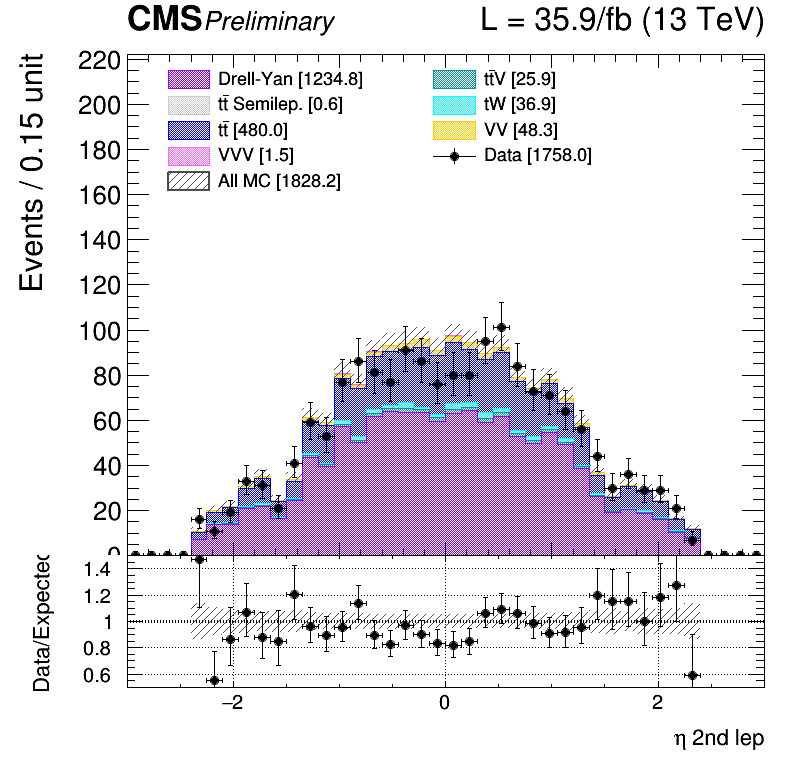 CMS Preliminary L = 35.9/fb (13 TeV)
Events / 0.15 unit
220
200
180
160
140
120
100
80
60
40
20
0
Drell-Yan [1234.8]
tt̄ Semilep. [0.6]
tt̄ [480.0]
VVV [1.5]
All MC [1828.2]
tt̄V [25.9]
tW [36.9]
VV [48.3]
Data [1758.0]
Data/Expected
1.4
1.2
1
0.8
0.6
−2 0 2
η 2nd lep